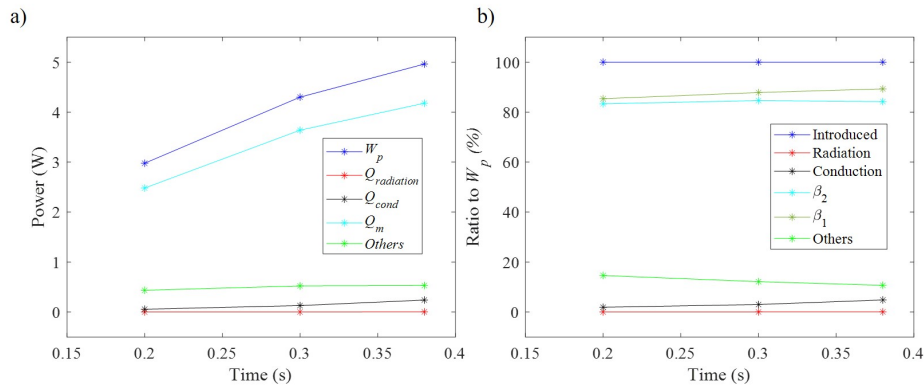 a)
5
4
3
2
1
0
0.15
0.2
0.25
0.3
0.35
0.4
Time (s)
Power (W)
W_p
Q_radiation
Q_cond
Q_m
Others
b)
100
80
60
40
20
0
0.15
0.2
0.25
0.3
0.35
0.4
Time (s)
Ratio to W_p (%)
Introduced
Radiation
Conduction
β_2
β_1
Others